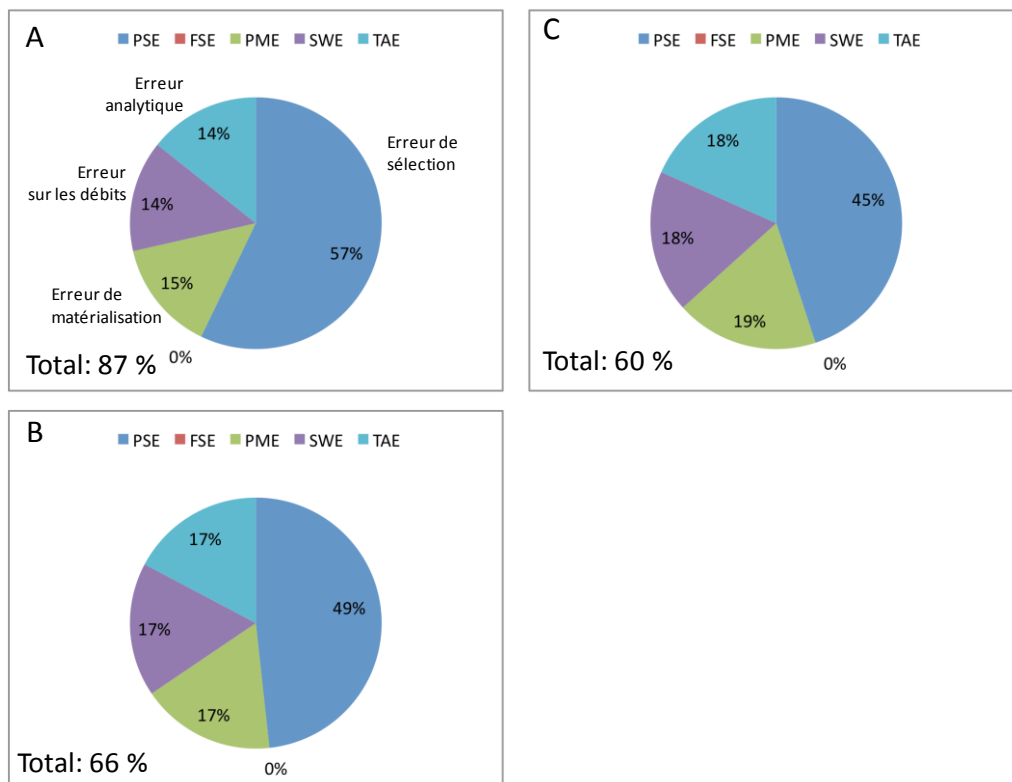 A
PSE FSE PME SWE TAE
Erreur
analytique
14%
Erreur de
sélection
Erreur
sur les débits
14%
57%
15%
Erreur de
matérialisation
Total: 87 %
0%
C
PSE FSE PME SWE TAE
18%
45%
18%
19%
Total: 60 %
0%
B
PSE FSE PME SWE TAE
17%
49%
17%
17%
Total: 66 %
0%